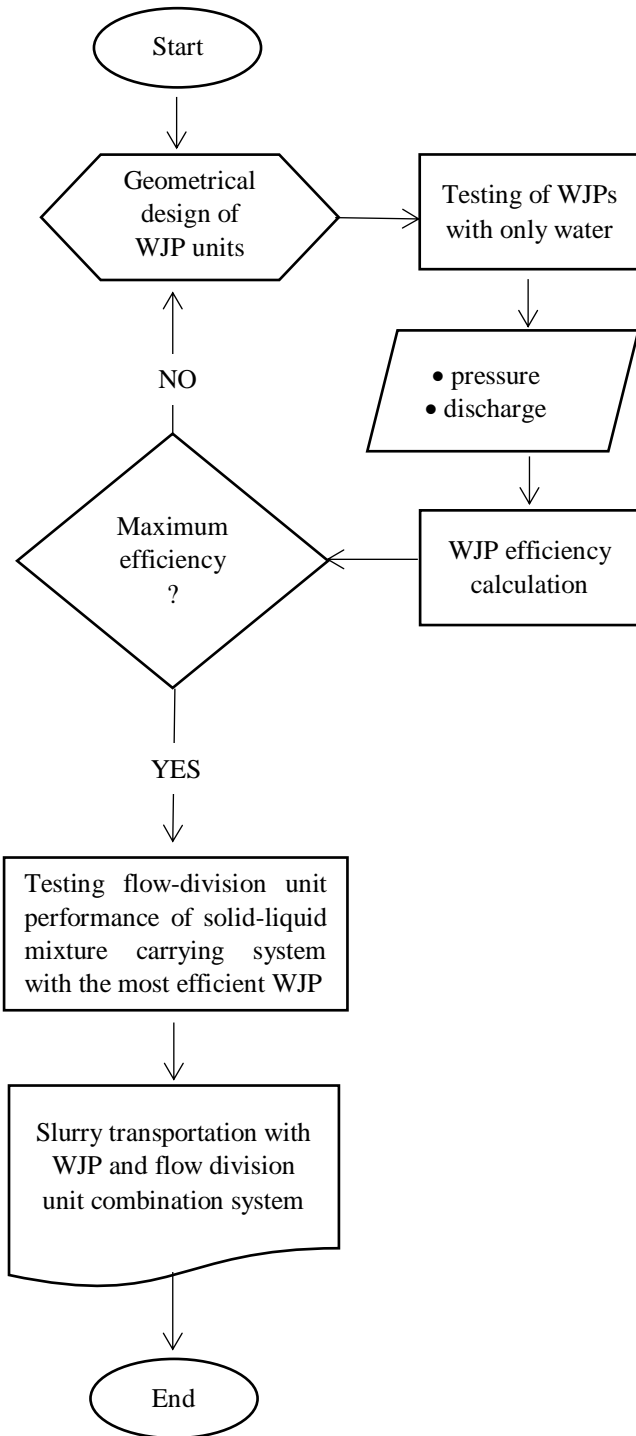 Start
Geometrical
design of
WJP units
Testing of WJPs
with only water
• pressure
• discharge
WJP efficiency
calculation
Maximum
efficiency
?
NO
YES
Testing flow-division unit
performance of solid-liquid
mixture carrying system
with the most efficient WJP
Slurry transportation with
WJP and flow division
unit combination system
End